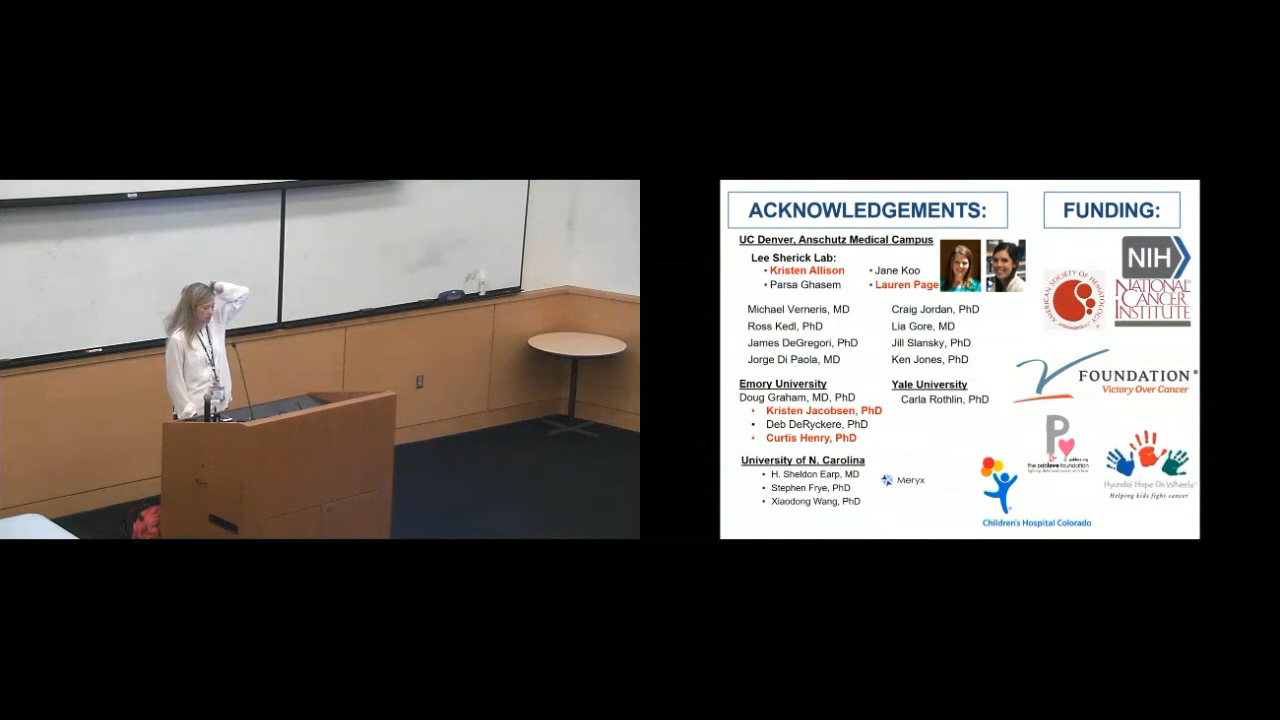 ACKNOWLEDGEMENTS:
FUNDING:
UC Denver, Anschutz Medical Campus
Lee Sherick Lab:
• Kristen Allison
• Jane Koo
• Parsa Ghasem
• Lauren Page
Michael Verneris, MD
Craig Jordan, PhD
Ross Kedl, PhD
Lia Gore, MD
James DeGregori, PhD
Jill Slansky, PhD
Jorge Di Paola, MD
Ken Jones, PhD
Emory University
Yale University
Doug Graham, MD, PhD
Carla Rothlin, PhD
• Kristen Jacobsen, PhD
• Deb DeRyckere, PhD
• Curtis Henry, PhD
University of N. Carolina
• H. Sheldon Earp, MD
• Stephen Frye, PhD
• Xiaodong Wang, PhD
Meryx
NIH
AMERICAN SOCIETY OF HEMATOLOGY
NATIONAL
CANCER
INSTITUTE
V FOUNDATION®
Victory Over Cancer
P
the pablove foundation
Hyundai Hope On Wheels
Helping kids fight cancer
Children's Hospital Colorado